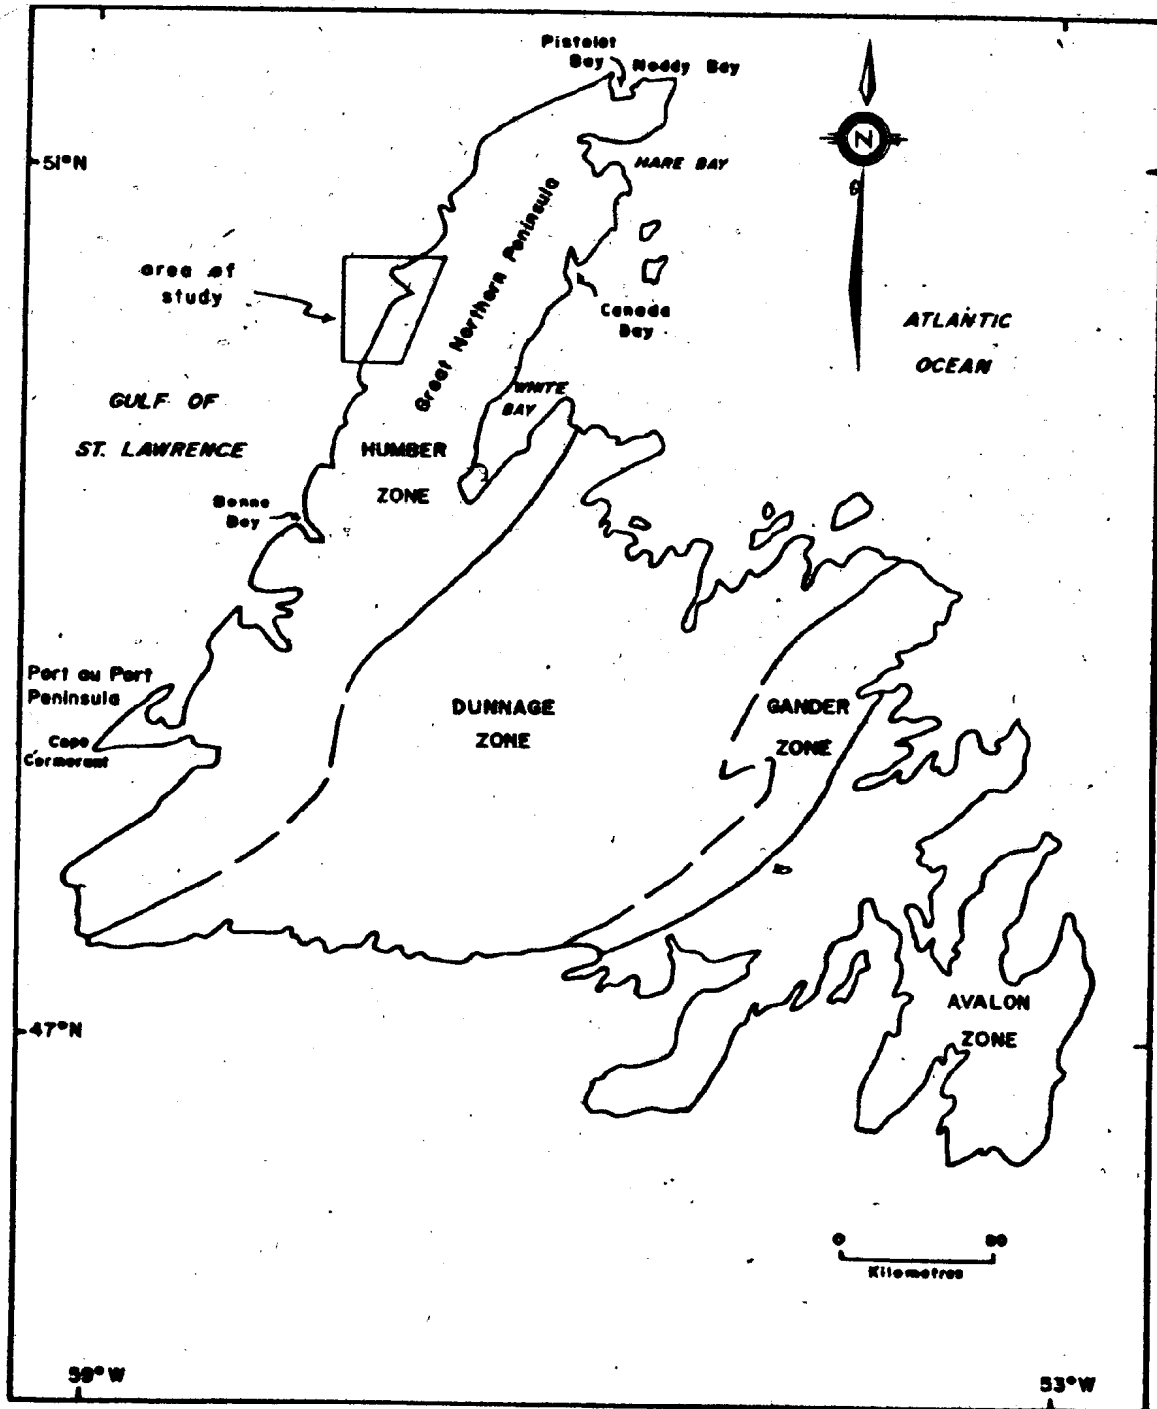 Pistolet
Bay
Noddy Bay
N
51°N
HARE BAY
Great Northern Peninsula
area of
study
Canada
Bay
ATLANTIC
OCEAN
WHITE
BAY
GULF OF
ST. LAWRENCE
HUMBER
ZONE
Bonne
Bay
Port au Port
Peninsula
DUNNAGE
ZONE
GANDER
ZONE
Cape
Cormorant
AVALON
ZONE
47°N
0
Kilometres
59°W
53°W